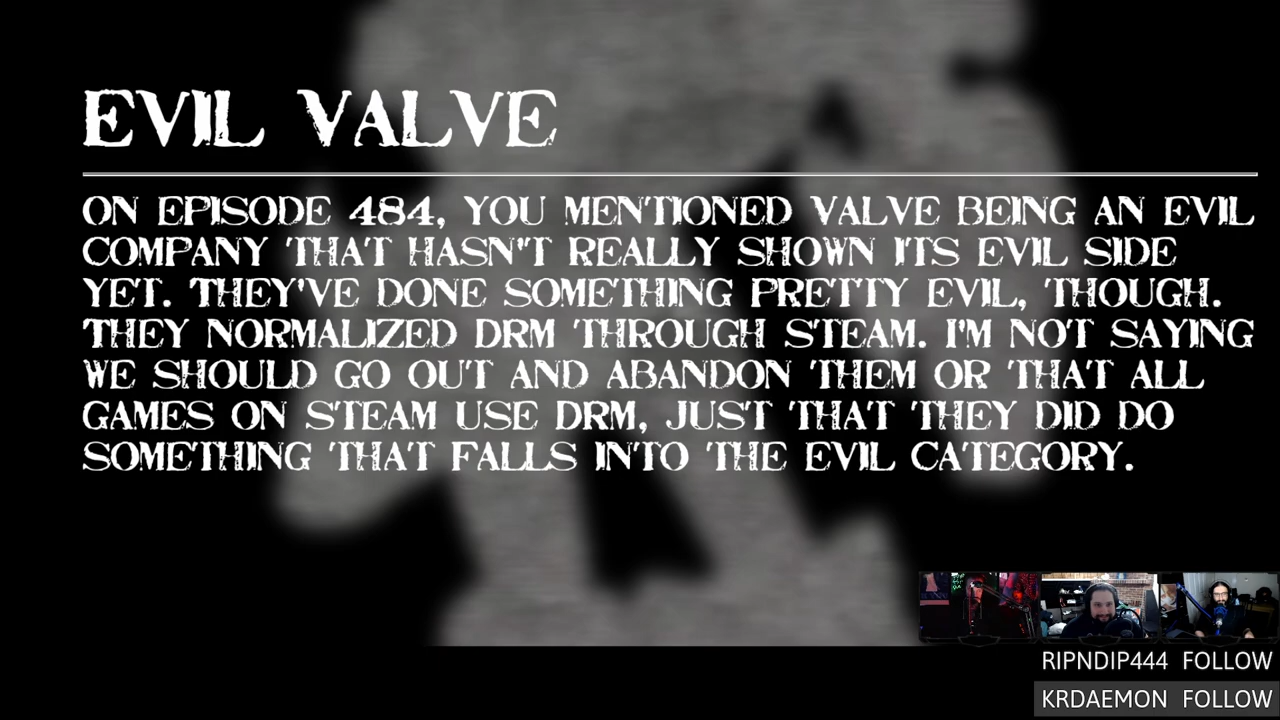 EVIL VALVE
ON EPISODE 484, YOU MENTIONED VALVE BEING AN EVIL
COMPANY THAT HASN'T REALLY SHOWN ITS EVIL SIDE
YET. THEY'VE DONE SOMETHING PRETTY EVIL, THOUGH.
THEY NORMALIZED DRM THROUGH STEAM. I'M NOT SAYING
WE SHOULD GO OUT AND ABANDON THEM OR THAT ALL
GAMES ON STEAM USE DRM, JUST THAT THEY DID DO
SOMETHING THAT FALLS INTO THE EVIL CATEGORY.
RIPNDIP444 FOLLOW
KRDAEMON FOLLOW